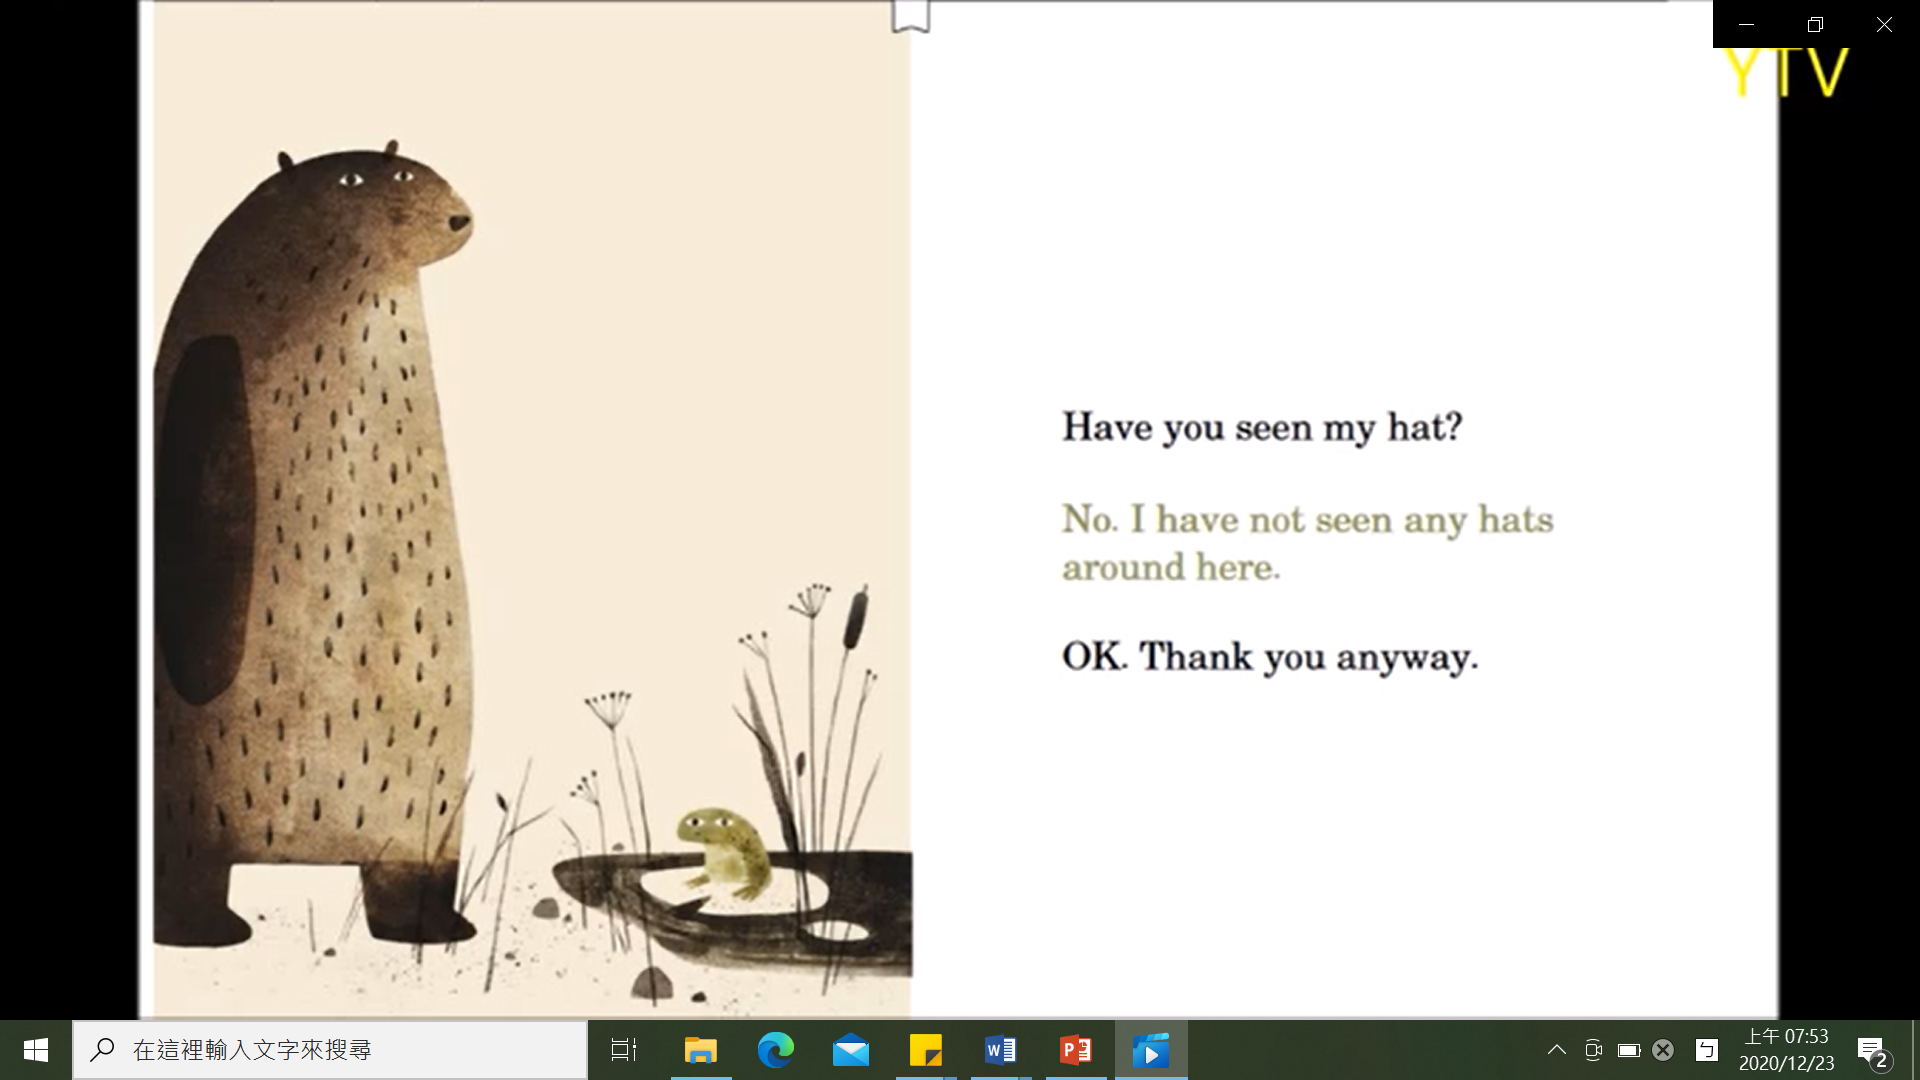 YTV
Have you seen my hat?
No. I have not seen any hats
around here.
OK. Thank you anyway.
在這裡輸入文字來搜尋
上午 07:53
2020/12/23
2